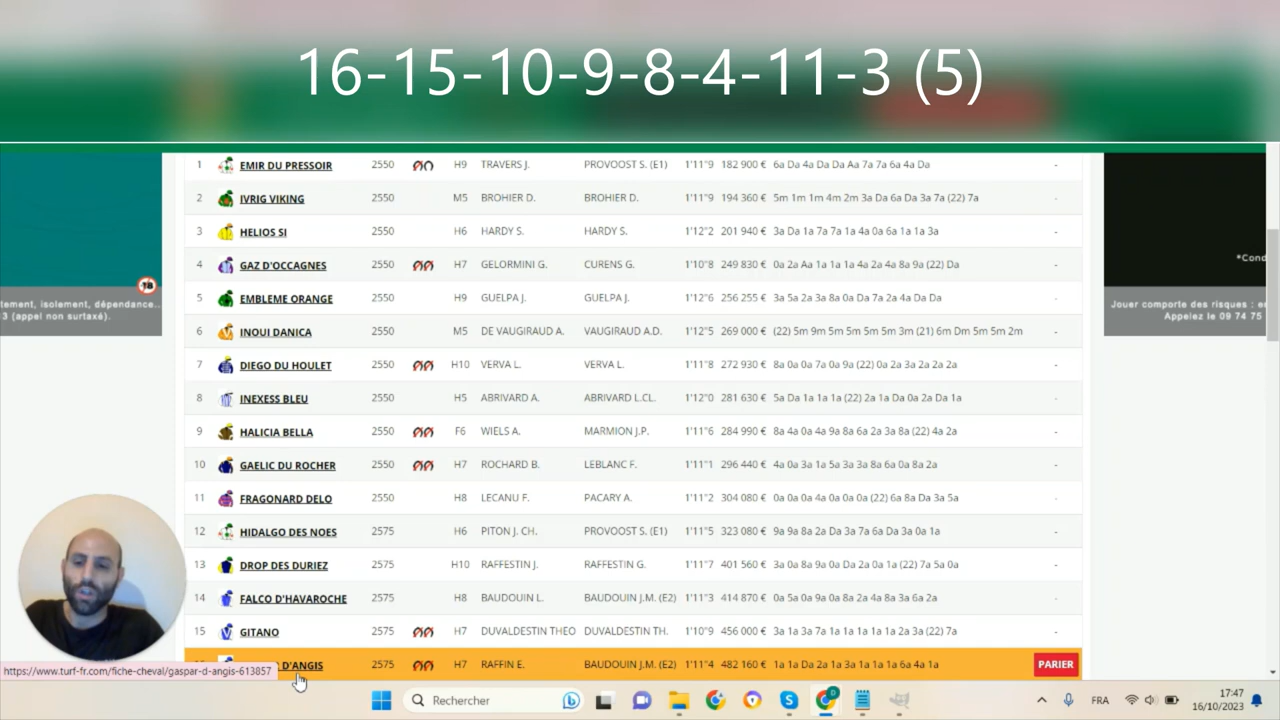 16-15-10-9-8-4-11-3 (5)
1 EMIR DU PRESSOIR 2550 H9 TRAVERS J. PROVOOST S. (E1) 1'11"9 182 900 € 6a Da 4a Da Da Aa 7a 7a 6a 4a Da -
2 IVRIG VIKING 2550 M5 BROHIER D. BROHIER D. 1'11"9 194 360 € 5m 1m 1m 4m 2m 3a Da 6a Da 3a 7a (22) 7a -
3 HELIOS SI 2550 H6 HARDY S. HARDY S. 1'12"2 201 940 € 3a Da 1a 7a 7a 1a 4a 0a 6a 1a 1a 3a -
4 GAZ D'OCCAGNES 2550 H7 GELORMINI G. CURENS G. 1'10"8 249 830 € 0a 2a Aa 1a 1a 1a 4a 2a 4a 8a 9a (22) Da -
5 EMBLEME ORANGE 2550 H9 GUELPA J. GUELPA J. 1'12"6 256 255 € 3a 5a 2a 3a 8a 0a Da 7a 2a 4a Da Da -
6 INOUI DANICA 2550 M5 DE VAUGIRAUD A. VAUGIRAUD A.D. 1'12"5 269 000 € (22) 5m 9m 5m 5m 5m 5m 3m (21) 6m Dm 5m 5m 2m -
7 DIEGO DU HOULET 2550 H10 VERVA L. VERVA L. 1'11"8 272 930 € 8a 0a 0a 7a 0a 9a (22) 0a 2a 3a 2a 2a 2a -
8 INEXESS BLEU 2550 H5 ABRIVARD A. ABRIVARD L.CL. 1'12"0 281 630 € 5a Da 1a 1a 1a (22) 2a 1a Da 0a 2a Da 1a -
9 HALICIA BELLA 2550 F6 WIELS A. MARMION J.P. 1'11"6 284 990 € 8a 4a 0a 4a 9a 8a 6a 2a 3a 8a (22) 4a 2a -
10 GAELIC DU ROCHER 2550 H7 ROCHARD B. LEBLANC F. 1'11"1 296 440 € 4a 0a 3a 1a 5a 3a 3a 8a 6a 0a 8a 2a -
11 FRAGONARD DELO 2550 H8 LECANU F. PACARY A. 1'11"2 304 080 € 0a 0a 0a 4a 0a 0a 0a (22) 6a 8a Da 3a 5a -
12 HIDALGO DES NOES 2575 H6 PITON J. CH. PROVOOST S. (E1) 1'11"5 323 080 € 9a 9a 8a 2a Da 3a 7a 6a Da 3a 0a 1a -
13 DROP DES DURIEZ 2575 H10 RAFFESTIN J. RAFFESTIN G. 1'11"7 401 560 € 3a 0a 8a 9a 0a Da 2a 0a 1a (22) 7a 5a 0a -
14 FALCO D'HAVAROCHE 2575 H8 BAUDOUIN L. BAUDOUIN J.M. (E2) 1'11"3 414 870 € 0a 5a 0a 9a 0a 8a 2a 4a 8a 3a 6a 2a -
15 GITANO 2575 H7 DUVALDESTIN THEO DUVALDESTIN TH. 1'10"9 456 000 € 3a 1a 3a 7a 1a 1a 1a 1a 1a 2a 3a (22) 7a -
D'ANGIS 2575 H7 RAFFIN E. BAUDOUIN J.M. (E2) 1'11"4 482 160 € 1a 1a Da 2a 1a 3a 1a 1a 1a 6a 4a 1a PARIER
18
tement, isolement, dépendance..
3 (appel non surtaxé).
*Cond
Jouer comporte des risques : e
Appelez le 09 74 75
https://www.turf-fr.com/fiche-cheval/gaspar-d-angis-613857
Rechercher
FRA
17:47
16/10/2023